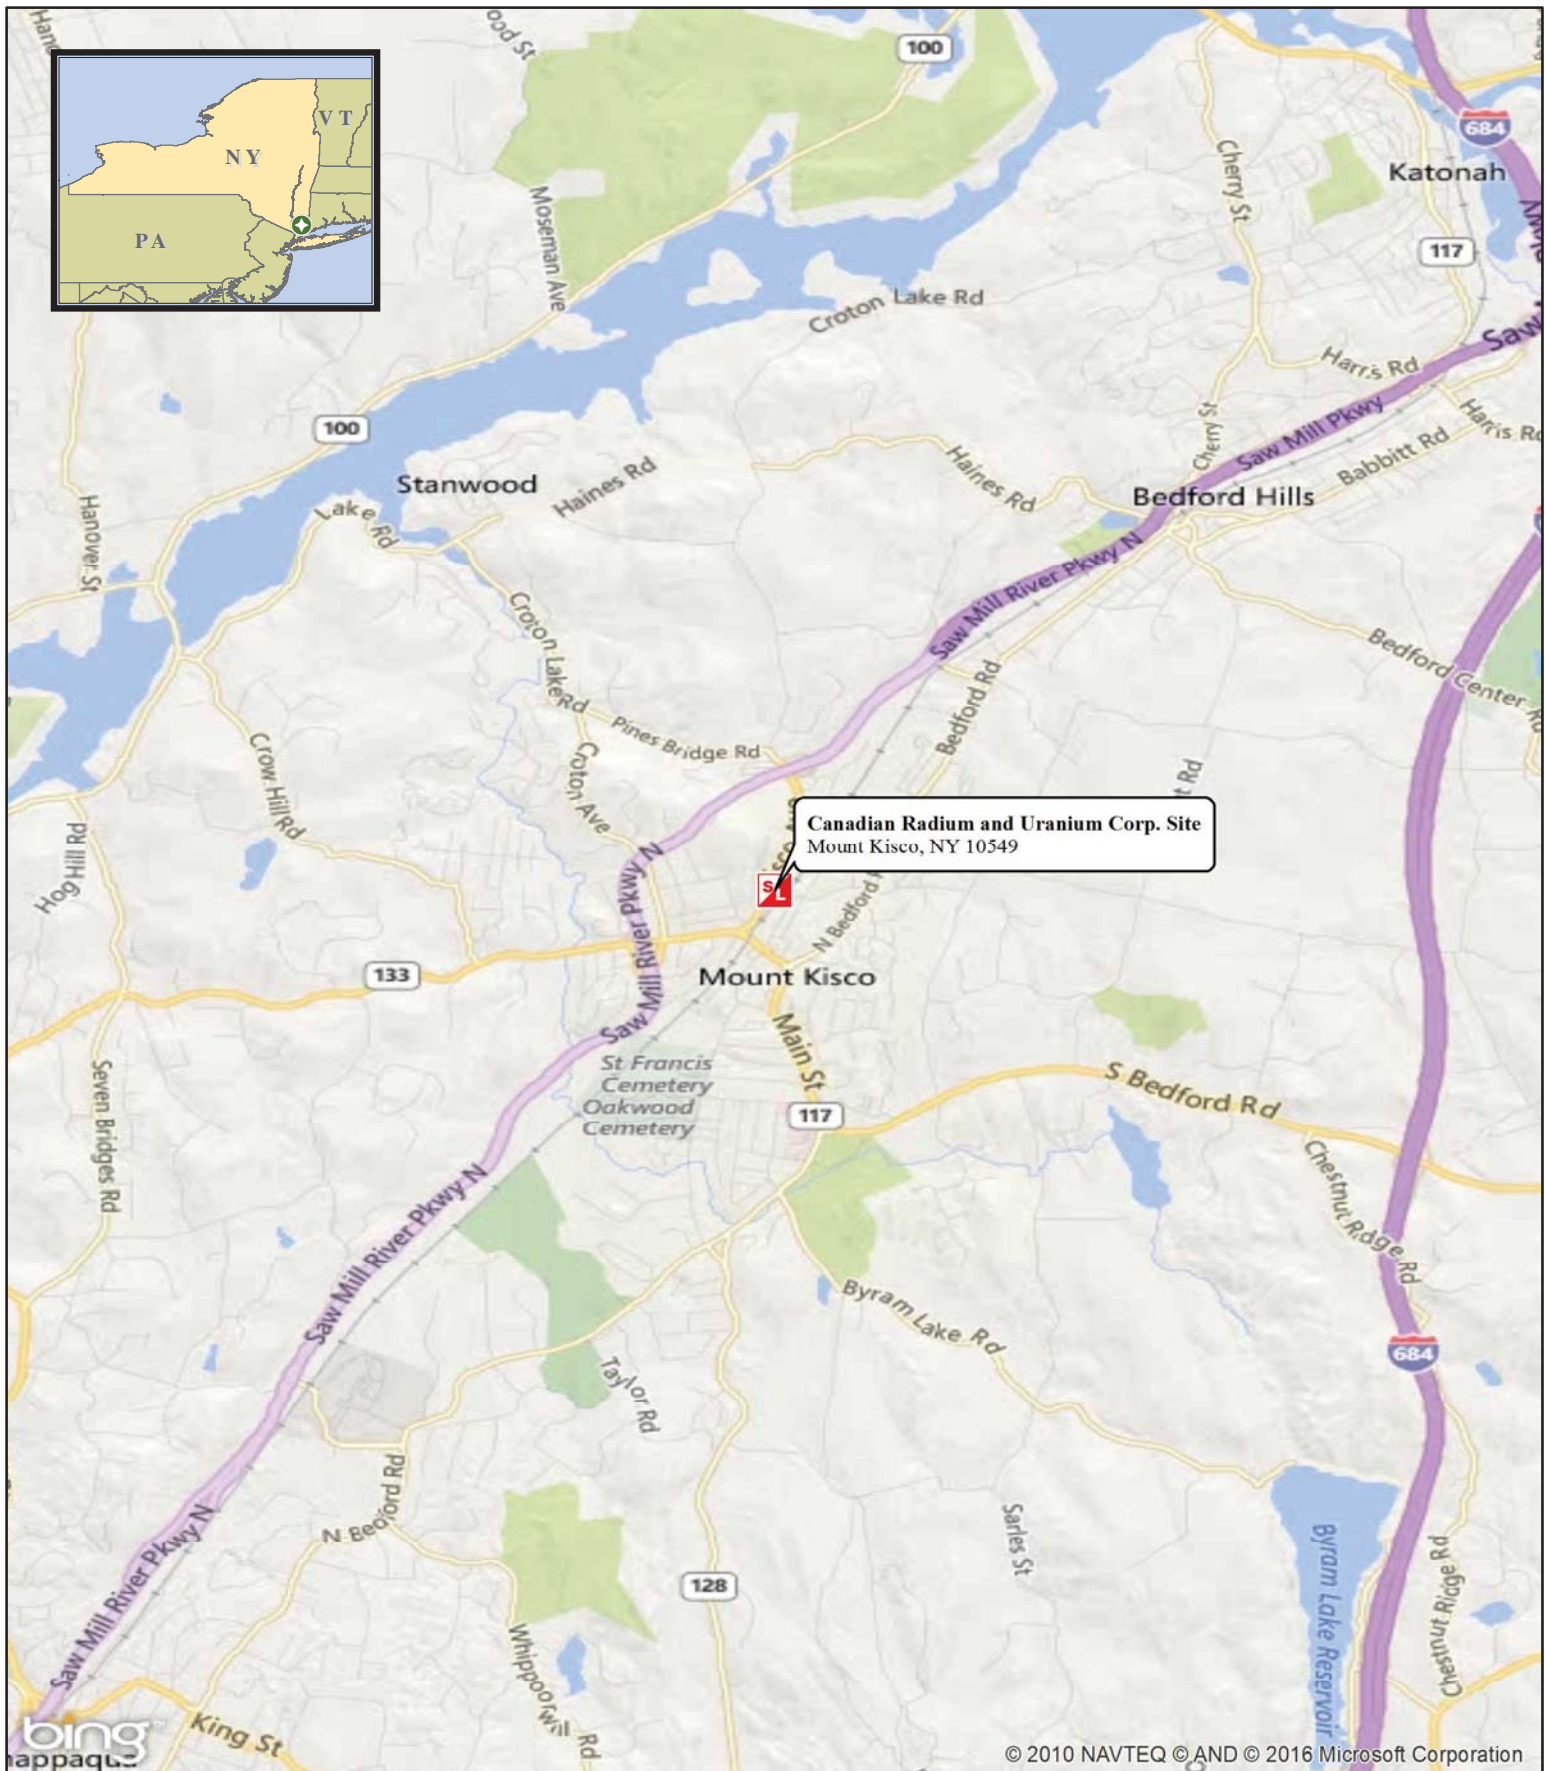 Hano
ood St
100
684
VT
NY
PA
Cherry St
Katonah
Moseman Ave
117
Pkwy
Croton Lake Rd
Saw
Harris Rd
Cherry St
Saw Mill Pkwy
Harris Rd
100
Babbitt Rd
Stanwood
Haines Rd
Haines Rd
Bedford Hills
Lake Rd
Hanover St
Saw Mill River Pkwy N
Croton Lake Rd
Bedford Center Rd
Bedford Rd
Pines Bridge Rd
Crow Hill Rd
Croton Ave
t Rd
Canadian Radium and Uranium Corp. Site
Mount Kisco, NY 10549
Hog Hill Rd
S
L
Saw Mill River Pkwy N
N Bedford R
133
Mount Kisco
Main St
St Francis
Cemetery
Oakwood
Cemetery
Seven Bridges Rd
S Bedford Rd
117
Chestnut Ridge Rd
Saw Mill River Pkwy N
Byram Lake Rd
684
Taylor Rd
N Bedford Rd
Sarles St
Byram Lake Reservoir
128
Chestnut Ridge Rd
Saw Mill River Pkwy N
Whippoorwill Rd
King St
bing™
happaqua
© 2010 NAVTEQ © AND © 2016 Microsoft Corporation